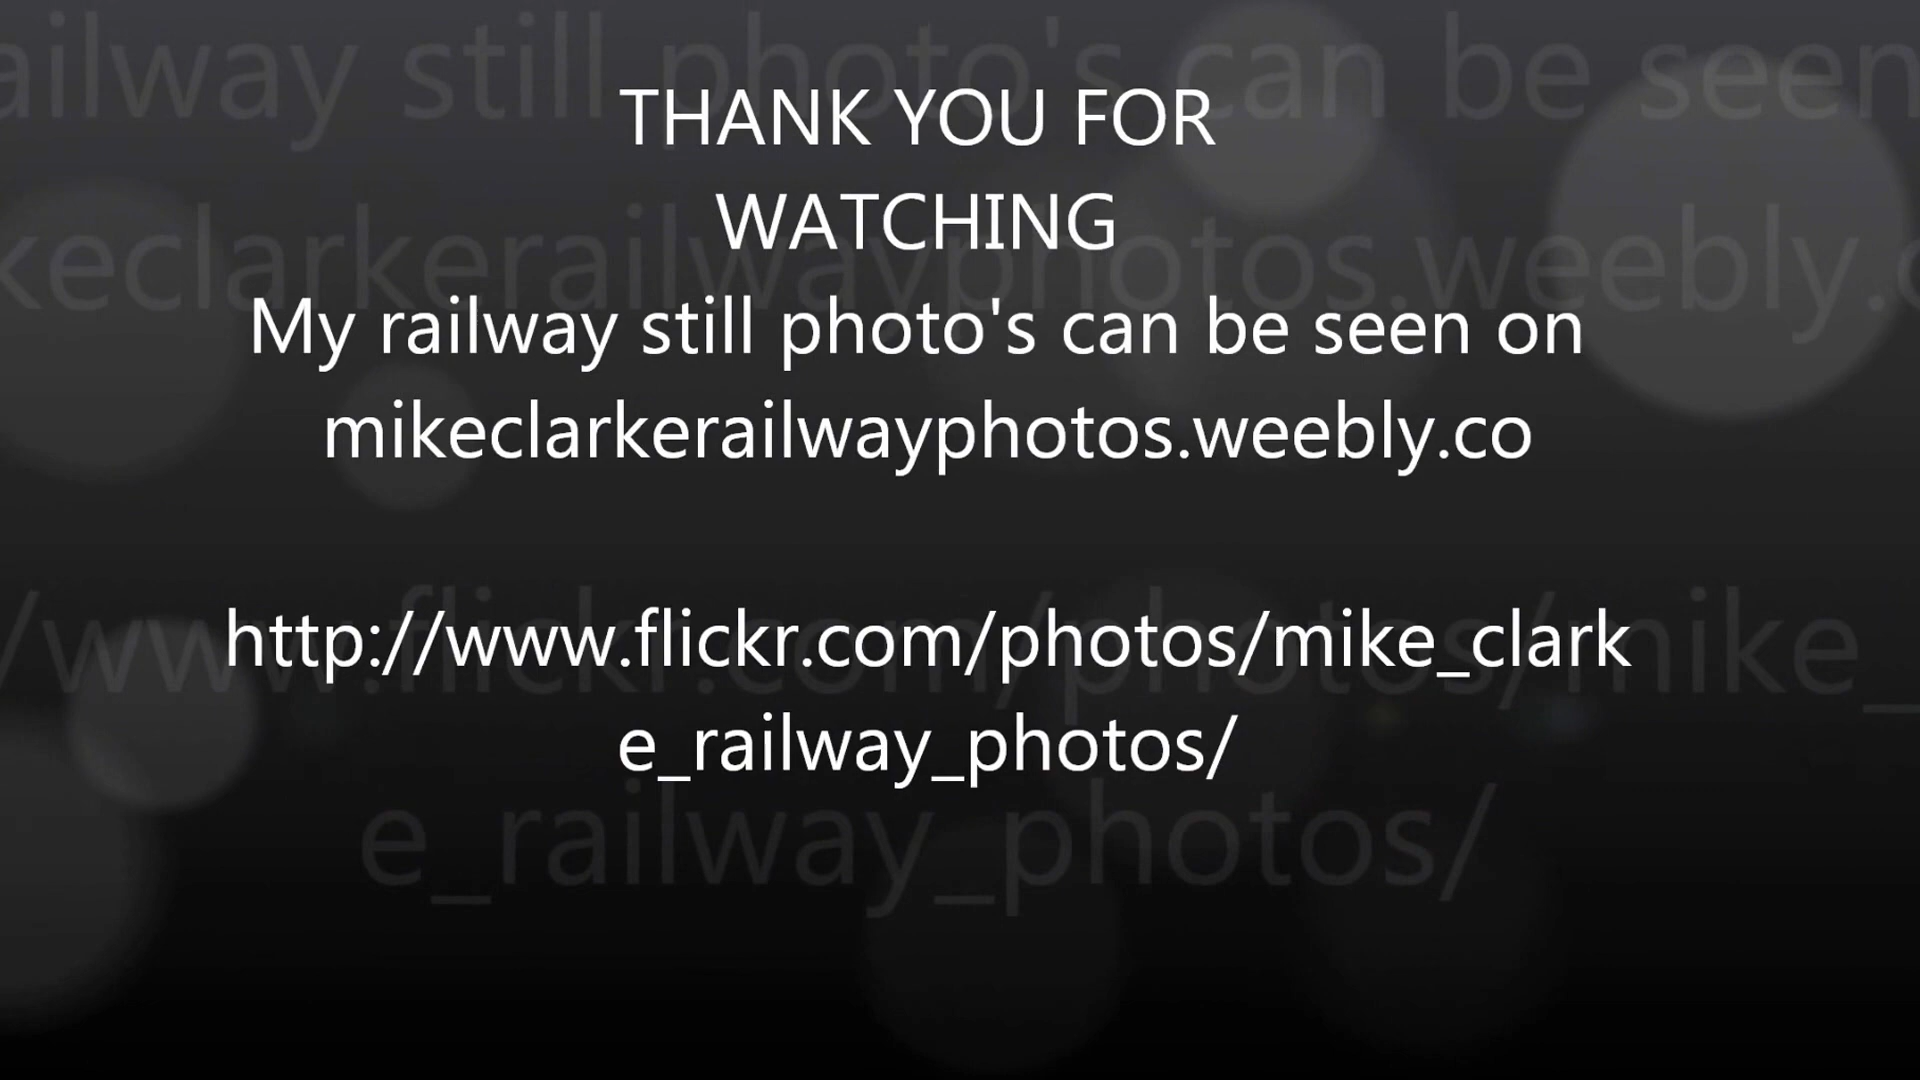 THANK YOU FOR
WATCHING
My railway still photo's can be seen on
mikeclarkerailwayphotos.weebly.co
http://www.flickr.com/photos/mike_clark
e_railway_photos/